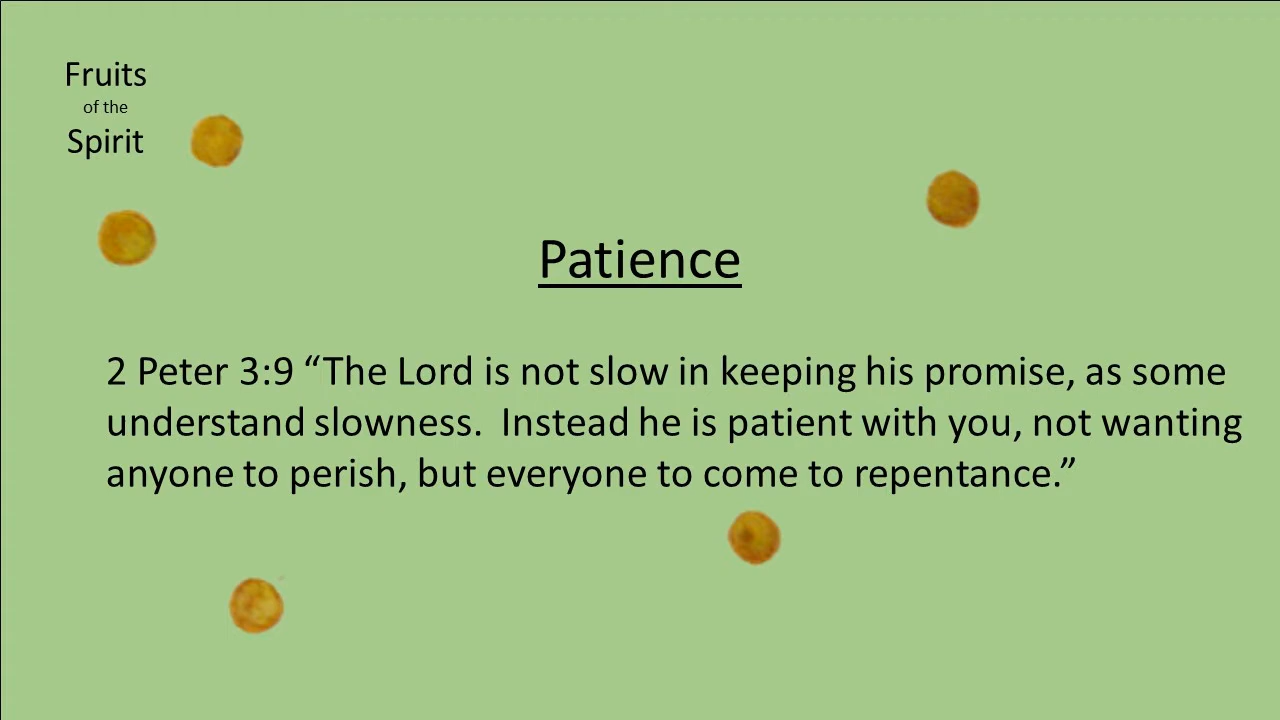 Fruits
of the
Spirit
Patience
2 Peter 3:9 “The Lord is not slow in keeping his promise, as some
understand slowness.  Instead he is patient with you, not wanting
anyone to perish, but everyone to come to repentance.”